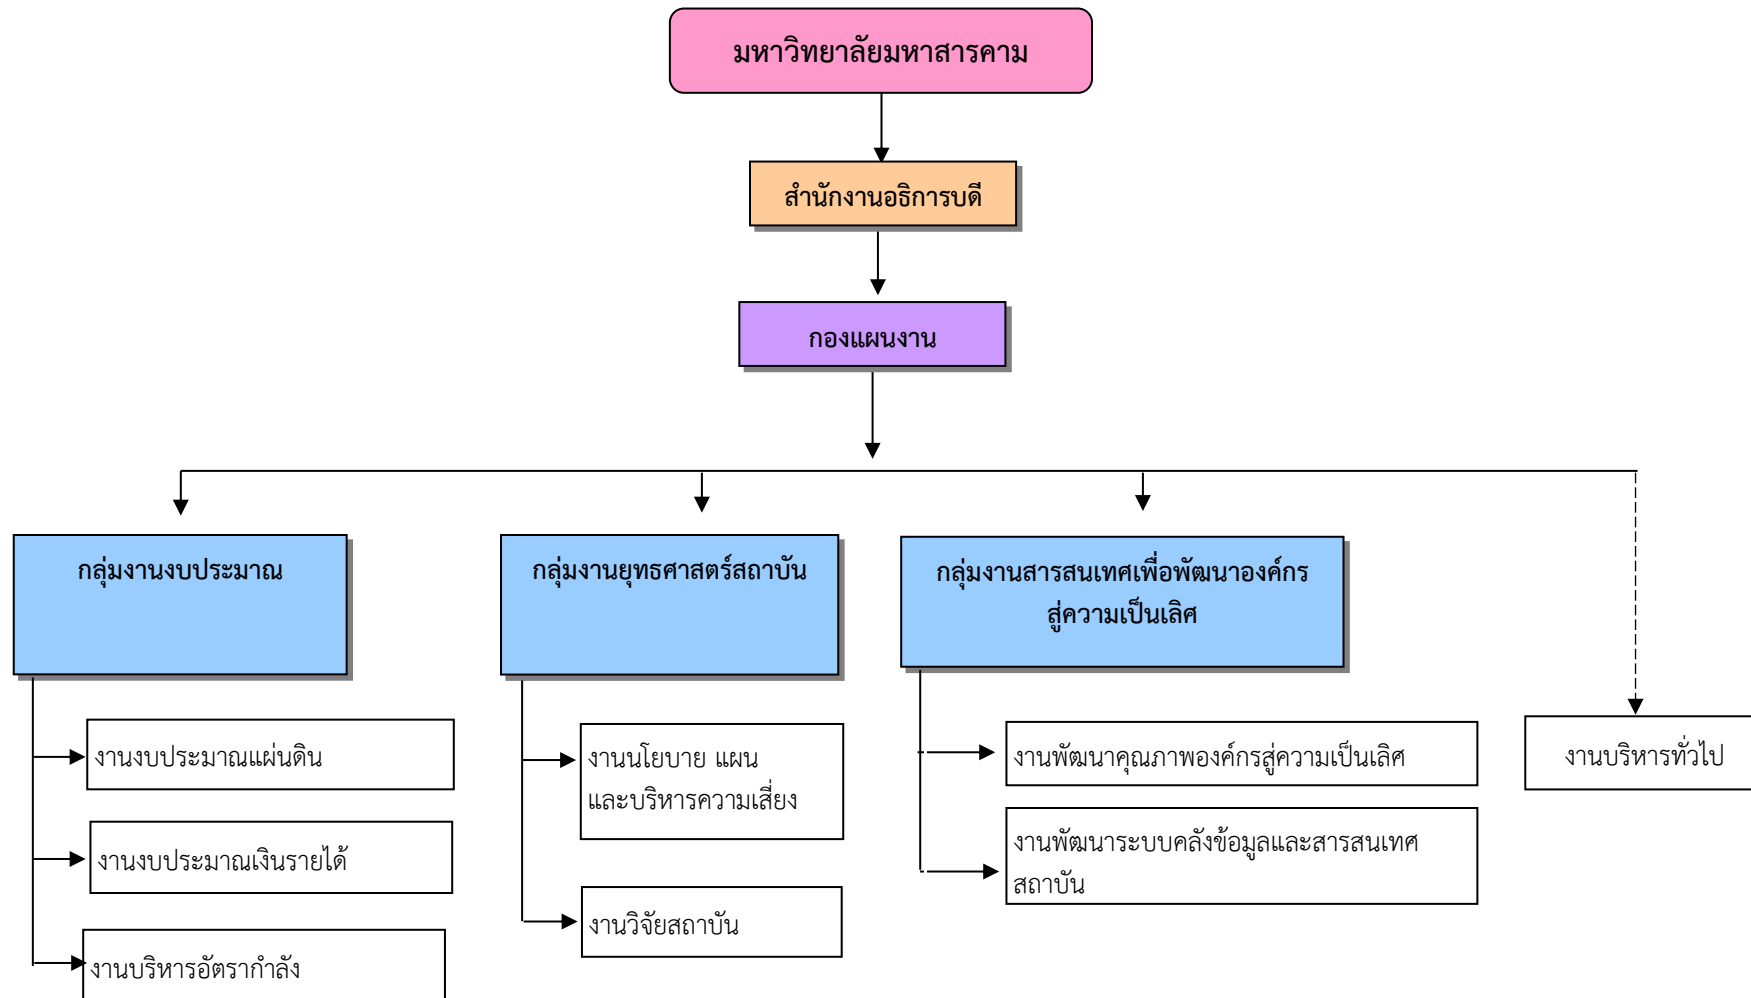 มหาวิทยาลัยมหาสารคาม
สำนักงานอธิการบดี
กองแผนงาน
กลุ่มงานงบประมาณ
กลุ่มงานยุทธศาสตร์สถาบัน
กลุ่มงานสารสนเทศเพื่อพัฒนาองค์กร
สู่ความเป็นเลิศ
งานงบประมาณแผ่นดิน
งานงบประมาณเงินรายได้
งานบริหารอัตรากำลัง
งานนโยบาย แผน
และบริหารความเสี่ยง
งานวิจัยสถาบัน
งานพัฒนาคุณภาพองค์กรสู่ความเป็นเลิศ
งานพัฒนาระบบคลังข้อมูลและสารสนเทศ
สถาบัน
งานบริหารทั่วไป